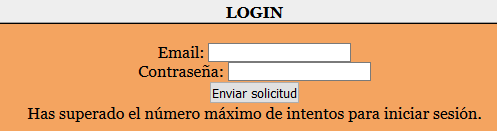 LOGIN
Email:
Contraseña:
Enviar solicitud
Has superado el número máximo de intentos para iniciar sesión.